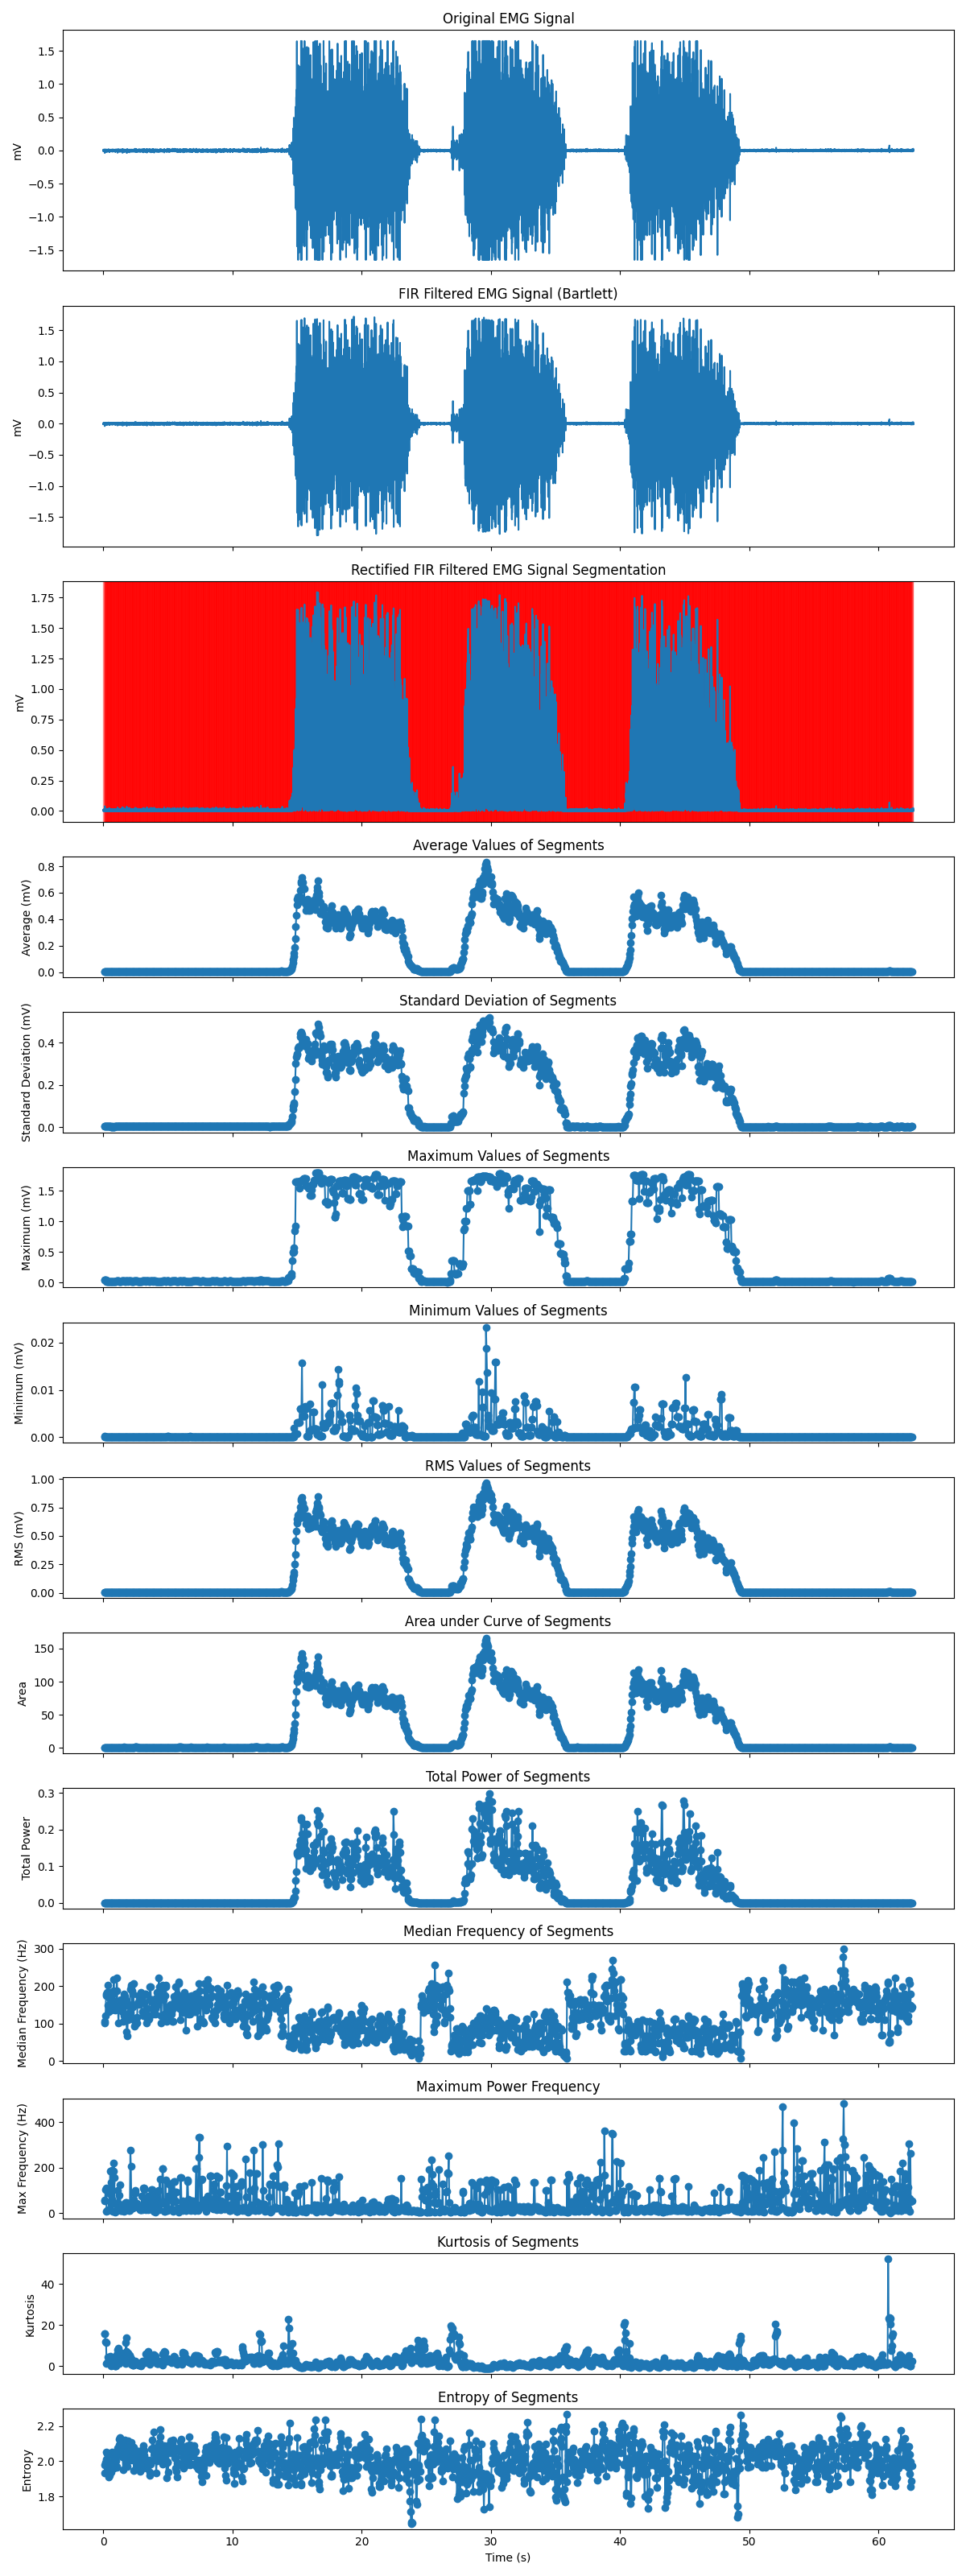 Original EMG Signal
mV
1.5
1.0
0.5
0.0
−0.5
−1.0
−1.5
FIR Filtered EMG Signal (Bartlett)
mV
1.5
1.0
0.5
0.0
−0.5
−1.0
−1.5
Rectified FIR Filtered EMG Signal Segmentation
mV
1.75
1.50
1.25
1.00
0.75
0.50
0.25
0.00
Average Values of Segments
Average (mV)
0.8
0.6
0.4
0.2
0.0
Standard Deviation of Segments
Standard Deviation (mV)
0.4
0.2
0.0
Maximum Values of Segments
Maximum (mV)
1.5
1.0
0.5
0.0
Minimum Values of Segments
Minimum (mV)
0.02
0.01
0.00
RMS Values of Segments
RMS (mV)
1.00
0.75
0.50
0.25
0.00
Area under Curve of Segments
Area
150
100
50
0
Total Power of Segments
Total Power
0.3
0.2
0.1
0.0
Median Frequency of Segments
Median Frequency (Hz)
300
200
100
0
Maximum Power Frequency
Max Frequency (Hz)
400
200
0
Kurtosis of Segments
Kurtosis
40
20
0
Entropy of Segments
Entropy
2.2
2.0
1.8
0 10 20 30 40 50 60
Time (s)